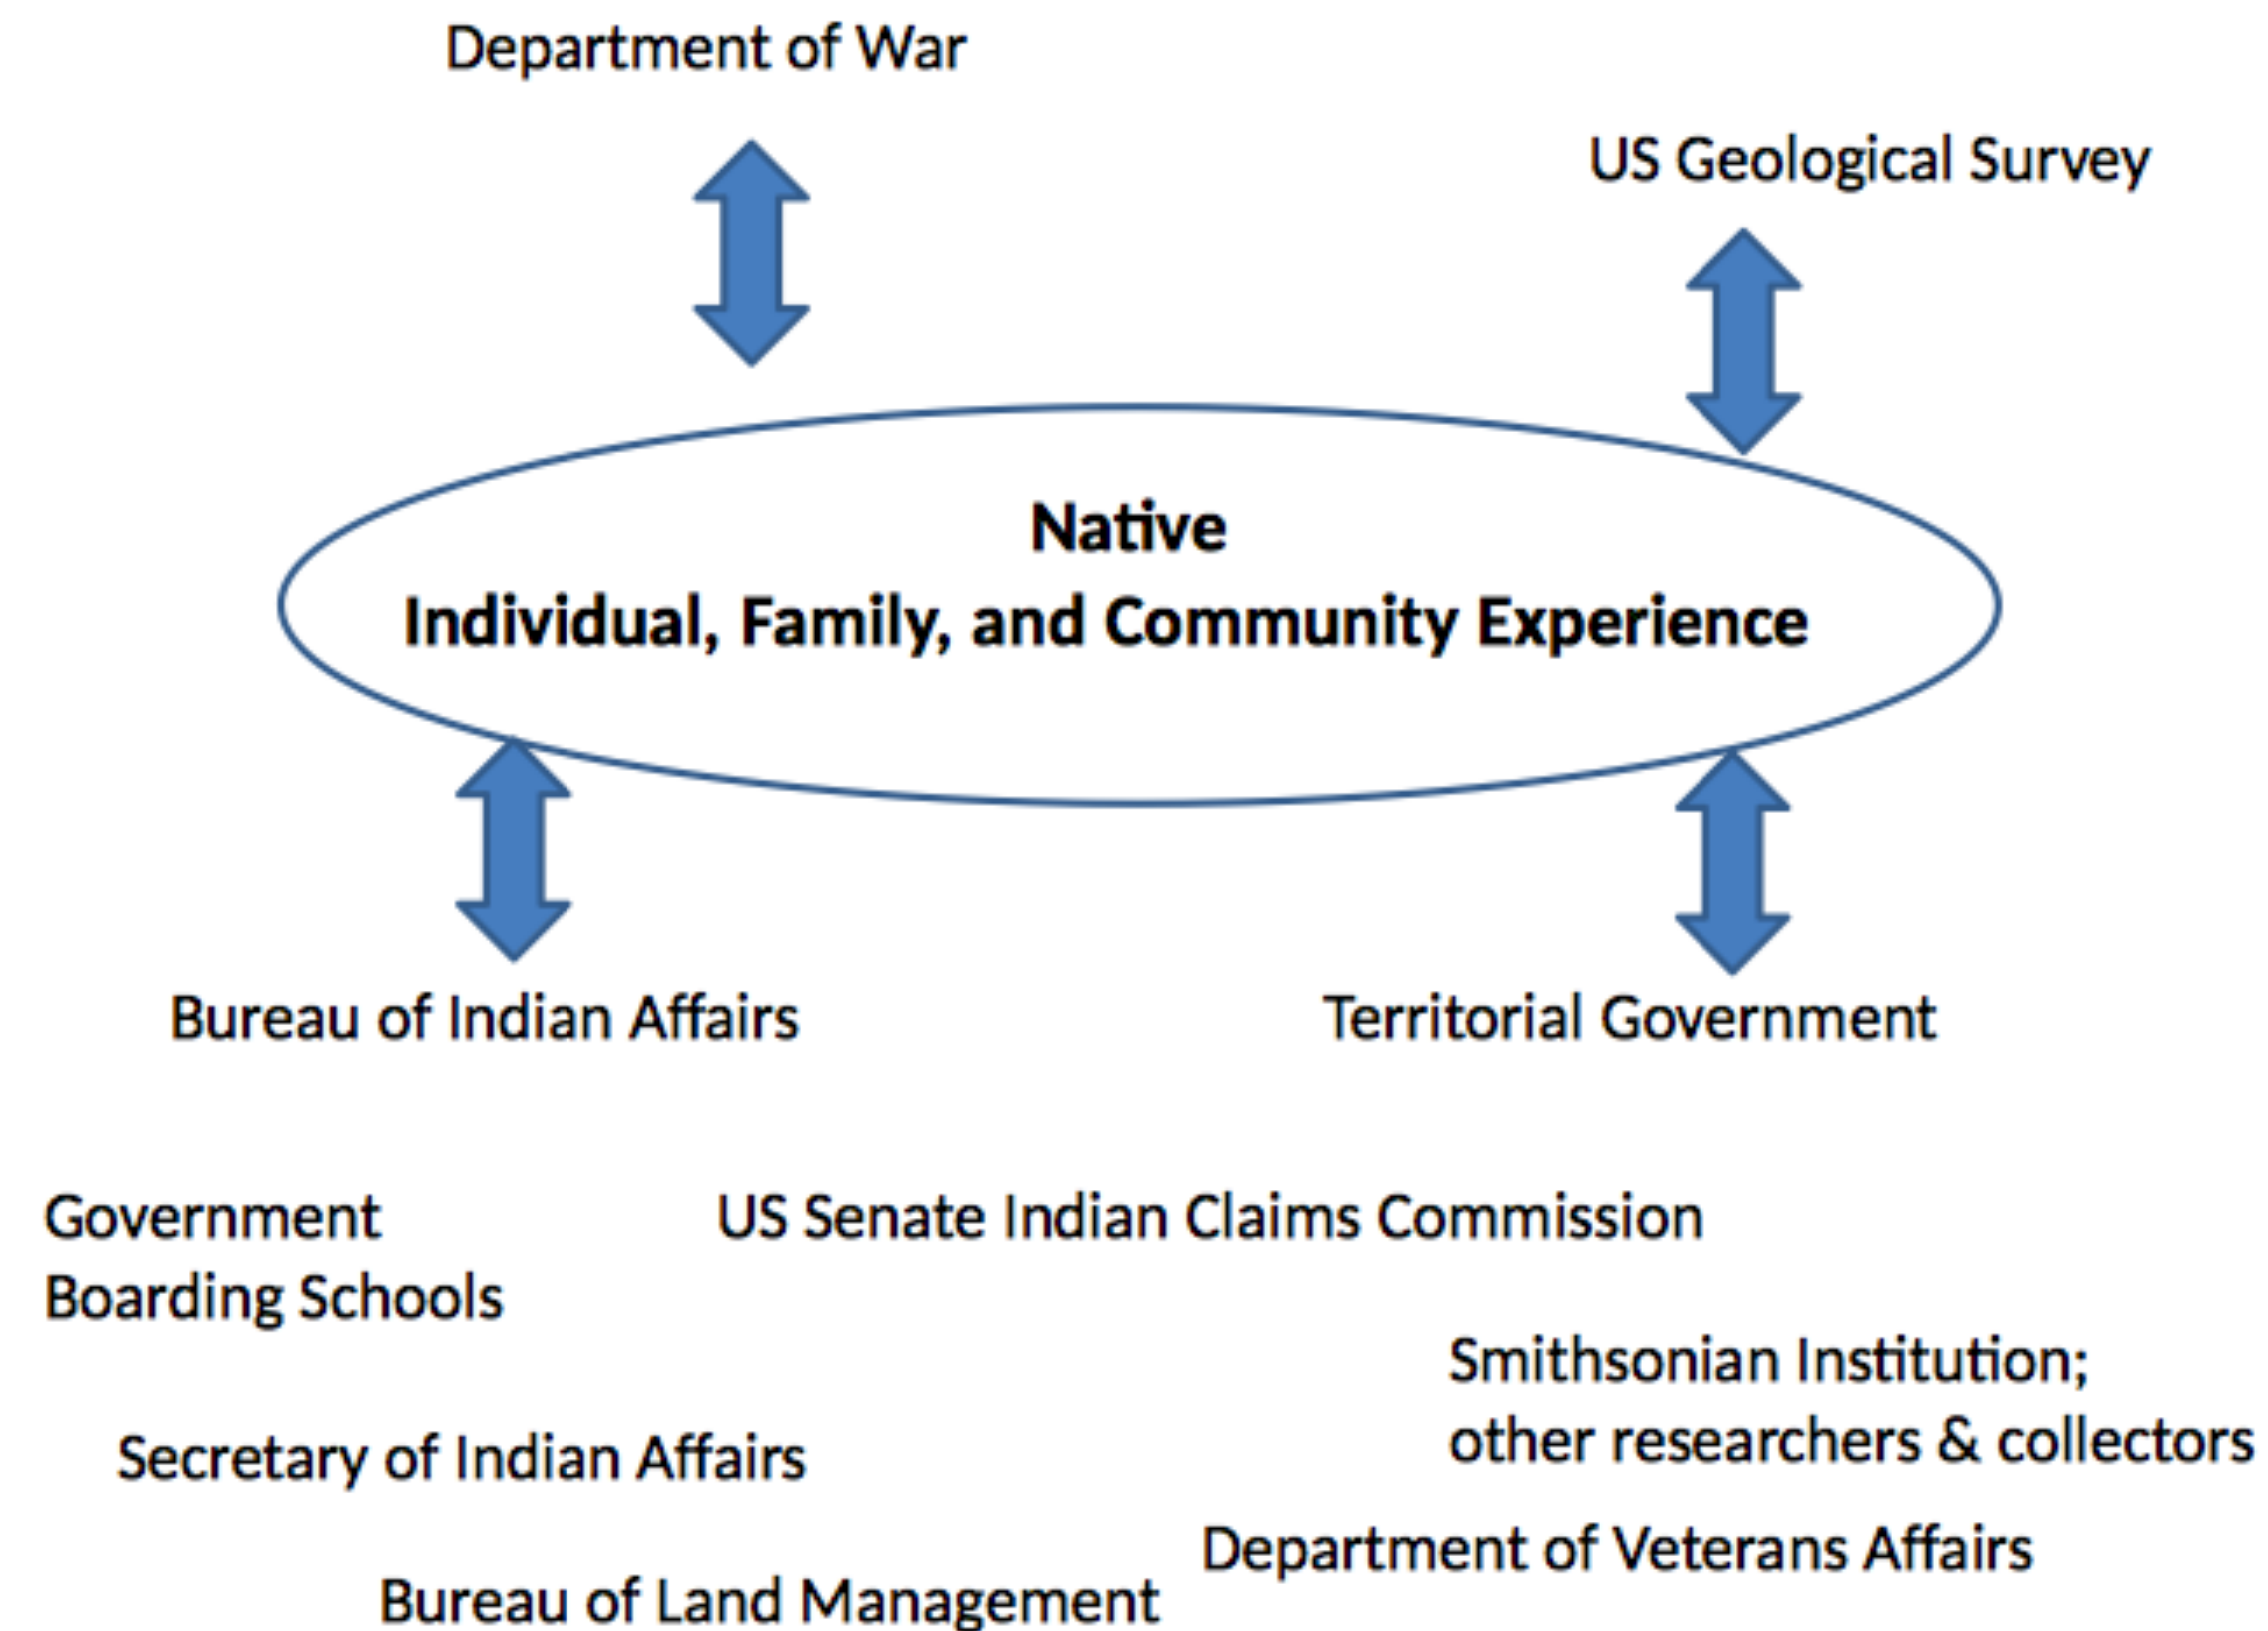 Department of War
US Geological Survey
Native
Individual, Family, and Community Experience
Bureau of Indian Affairs
Territorial Government
Government
Boarding Schools
US Senate Indian Claims Commission
Smithsonian Institution;
other researchers & collectors
Secretary of Indian Affairs
Department of Veterans Affairs
Bureau of Land Management